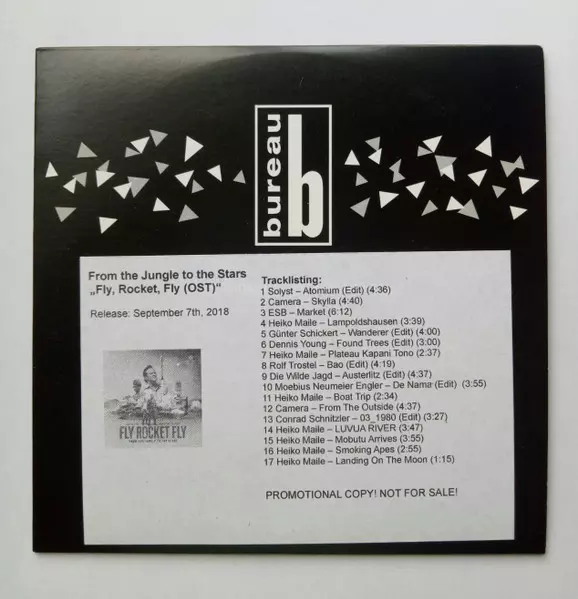 bureau b
From the Jungle to the Stars
„Fly, Rocket, Fly (OST)“
Release: September 7th, 2018
FLY ROCKET FLY
Tracklisting:
1 Solyst – Atomium (Edit) (4:36)
2 Camera – Skylla (4:40)
3 ESB – Market (6:12)
4 Heiko Maile – Lampoldshausen (3:39)
5 Günter Schickert – Wanderer (Edit) (4:00)
6 Dennis Young – Found Trees (Edit) (3:00)
7 Heiko Maile – Plateau Kapani Tono (2:37)
8 Rolf Trostel – Bao (Edit) (4:19)
9 Die Wilde Jagd – Austerlitz (Edit) (4:37)
10 Moebius Neumeier Engler – De Nama (Edit) (3:55)
11 Heiko Maile – Boat Trip (2:34)
12 Camera – From The Outside (4:37)
13 Conrad Schnitzler – 03_1980 (Edit) (3:27)
14 Heiko Maile – LUVUA RIVER (3:47)
15 Heiko Maile – Mobutu Arrives (3:55)
16 Heiko Maile – Smoking Apes (2:55)
17 Heiko Maile – Landing On The Moon (1:15)
PROMOTIONAL COPY! NOT FOR SALE!